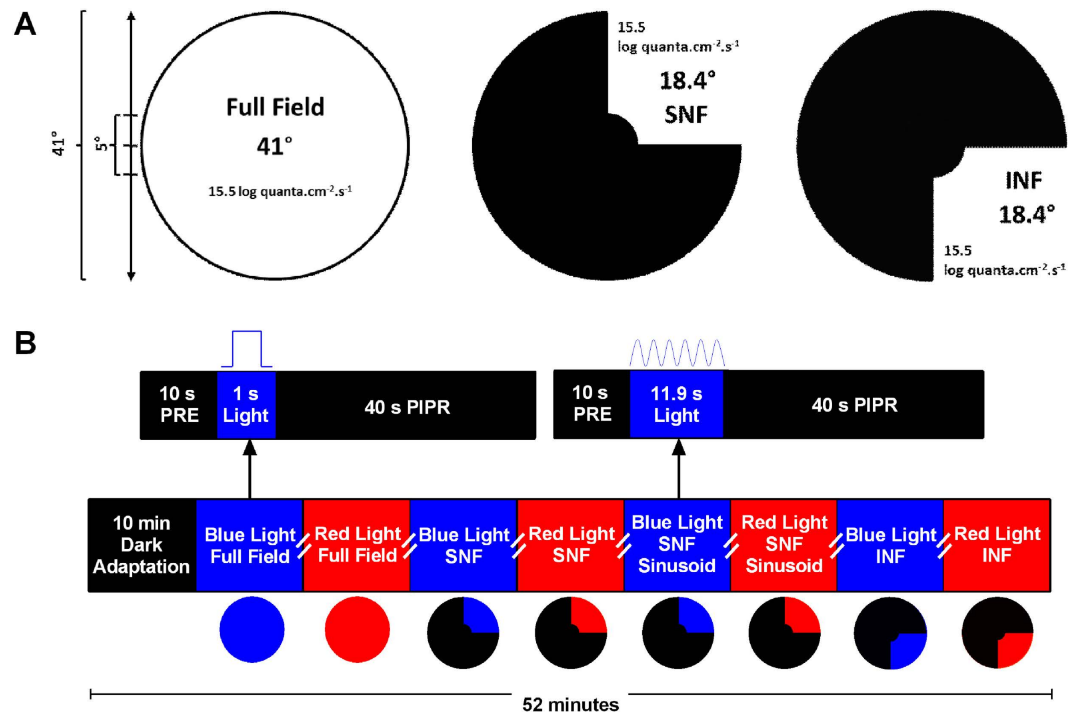 A
41°
5°
Full Field
41°
15.5 log quanta.cm⁻².s⁻¹
15.5
log quanta.cm⁻².s⁻¹
18.4°
SNF
INF
18.4°
15.5
log quanta.cm⁻².s⁻¹
B
10 s
PRE
1 s
Light
40 s PIPR
10 s
PRE
11.9 s
Light
40 s PIPR
10 min
Dark
Adaptation
Blue Light
Full Field
Red Light
Full Field
Blue Light
SNF
Red Light
SNF
Blue Light
SNF
Sinusoid
Red Light
SNF
Sinusoid
Blue Light
INF
Red Light
INF
52 minutes